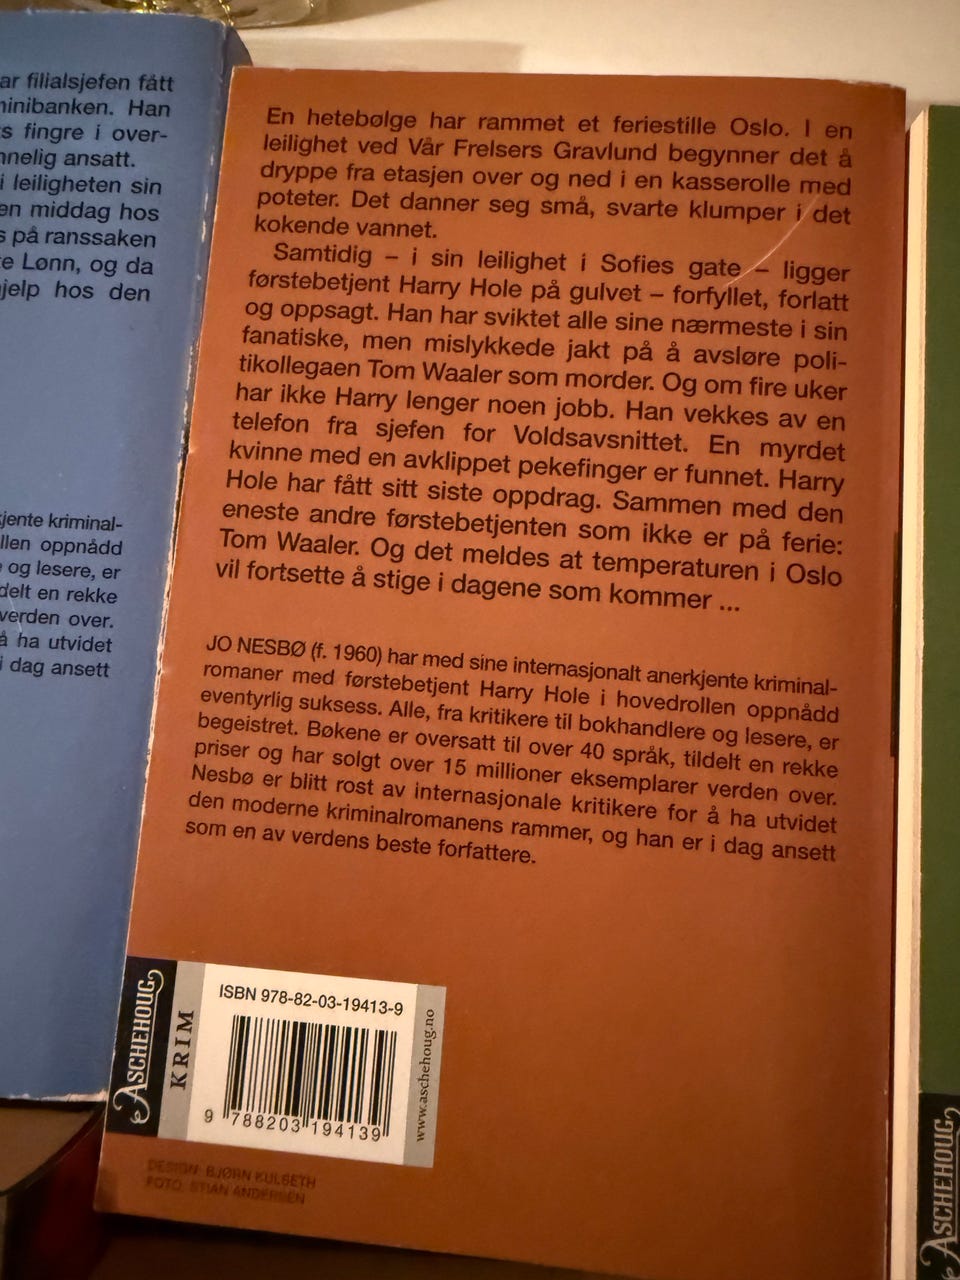 ar filialsjefen fått
minibanken. Han
s fingre i over-
nnelig ansatt.
i leiligheten sin
en middag hos
s på ranssaken
te Lønn, og da
jelp hos den
kjente kriminal-
llen oppnådd
og lesere, er
delt en rekke
verden over.
å ha utvidet
i dag ansett
En hetebølge har rammet et feriestille Oslo. I en
leilighet ved Vår Frelsers Gravlund begynner det å
dryppe fra etasjen over og ned i en kasserolle med
poteter. Det danner seg små, svarte klumper i det
kokende vannet.
Samtidig – i sin leilighet i Sofies gate – ligger
førstebetjent Harry Hole på gulvet – forfyllet, forlatt
og oppsagt. Han har sviktet alle sine nærmeste i sin
fanatiske, men mislykkede jakt på å avsløre poli-
tikollegaen Tom Waaler som morder. Og om fire uker
har ikke Harry lenger noen jobb. Han vekkes av en
telefon fra sjefen for Voldsavsnittet. En myrdet
kvinne med en avklippet pekefinger er funnet. Harry
Hole har fått sitt siste oppdrag. Sammen med den
eneste andre førstebetjenten som ikke er på ferie:
Tom Waaler. Og det meldes at temperaturen i Oslo
vil fortsette å stige i dagene som kommer ...
JO NESBØ (f. 1960) har med sine internasjonalt anerkjente kriminal-
romaner med førstebetjent Harry Hole i hovedrollen oppnådd
eventyrlig suksess. Alle, fra kritikere til bokhandlere og lesere, er
begeistret. Bøkene er oversatt til over 40 språk, tildelt en rekke
priser og har solgt over 15 millioner eksemplarer verden over.
Nesbø er blitt rost av internasjonale kritikere for å ha utvidet
den moderne kriminalromanens rammer, og han er i dag ansett
som en av verdens beste forfattere.
ASCHEHOUG
KRIM
ISBN 978-82-03-19413-9
9 788203 194139
www.aschehoug.no
DESIGN: BJØRN KULSETH
FOTO: STIAN ANDERSEN
ASCHEHOUG